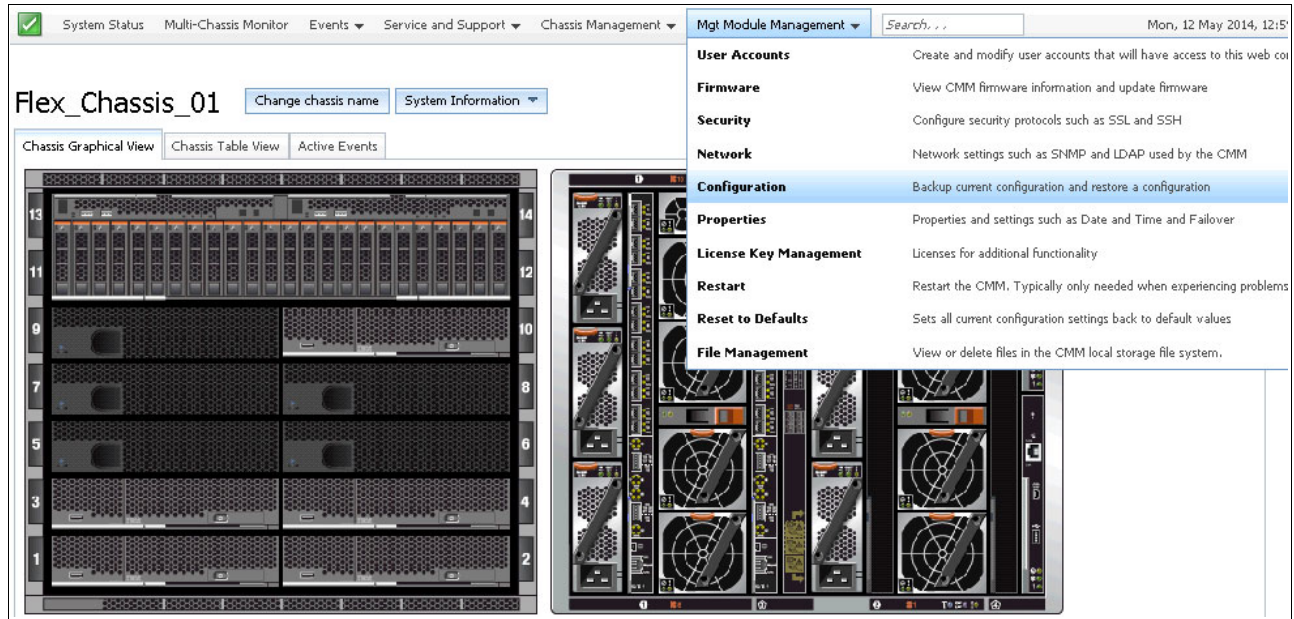 System Status Multi-Chassis Monitor Events Service and Support Chassis Management Mgt Module Management Search... Mon, 12 May 2014, 12:5
User Accounts Create and modify user accounts that will have access to this web co
Firmware View CMM firmware information and update firmware
Security Configure security protocols such as SSL and SSH
Network Network settings such as SNMP and LDAP used by the CMM
Configuration Backup current configuration and restore a configuration
Properties Properties and settings such as Date and Time and Failover
License Key Management Licenses for additional functionality
Restart Restart the CMM. Typically only needed when experiencing problems
Reset to Defaults Sets all current configuration settings back to default values
File Management View or delete files in the CMM local storage file system.
Flex_Chassis_01 Change chassis name System Information
Chassis Graphical View Chassis Table View Active Events
13 14
11 12
9 10
7 8
5 6
3 4
1 2